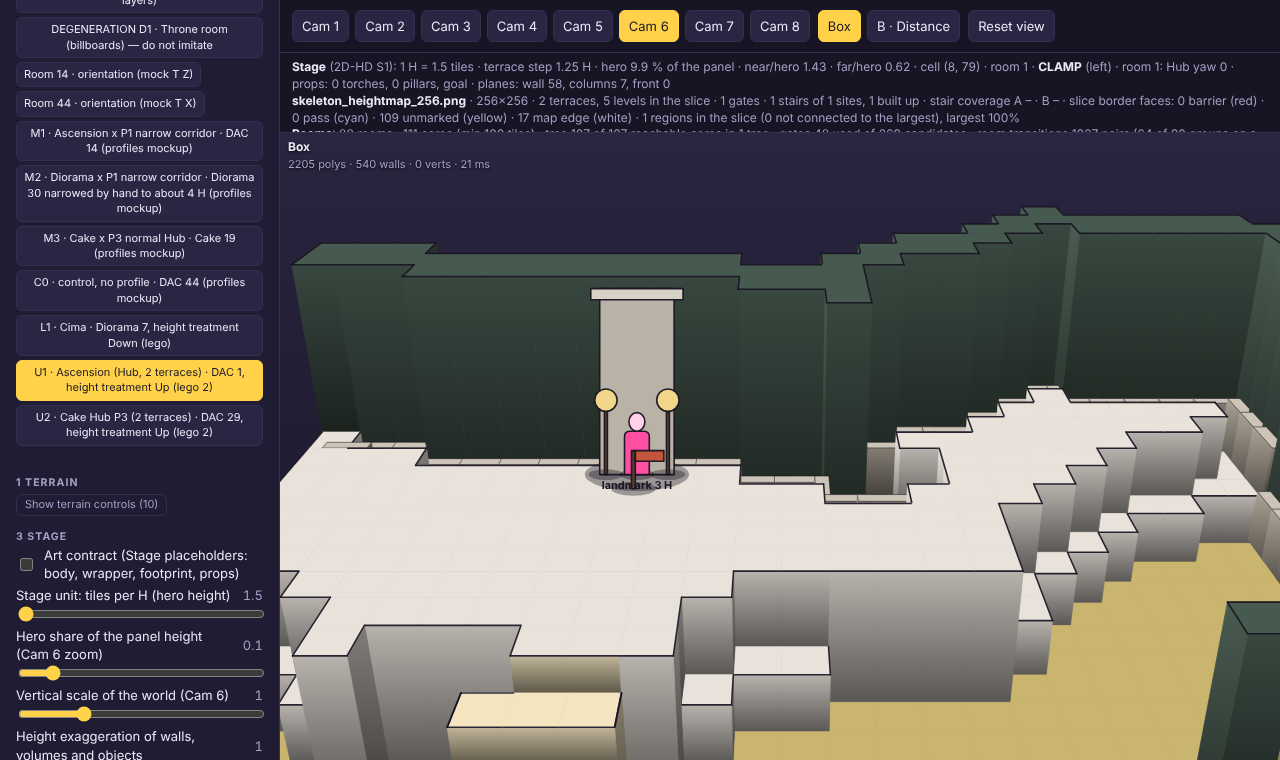 layers)
DEGENERATION D1 · Throne room
(billboards) — do not imitate
Room 14 · orientation (mock T Z)
Room 44 · orientation (mock T X)
M1 · Ascension x P1 narrow corridor · DAC
14 (profiles mockup)
M2 · Diorama x P1 narrow corridor · Diorama
30 narrowed by hand to about 4 H (profiles
mockup)
M3 · Cake x P3 normal Hub · Cake 19
(profiles mockup)
C0 · control, no profile · DAC 44 (profiles
mockup)
L1 · Cima · Diorama 7, height treatment
Down (lego)
U1 · Ascension (Hub, 2 terraces) · DAC 1,
height treatment Up (lego 2)
U2 · Cake Hub P3 (2 terraces) · DAC 29,
height treatment Up (lego 2)
1 TERRAIN
Show terrain controls (10)
3 STAGE
Art contract (Stage placeholders:
body, wrapper, footprint, props)
Stage unit: tiles per H (hero height) 1.5
Hero share of the panel height
(Cam 6 zoom) 0.1
Vertical scale of the world (Cam 6) 1
Height exaggeration of walls,
volumes and objects 1
Cam 1 Cam 2 Cam 3 Cam 4 Cam 5 Cam 6 Cam 7 Cam 8 Box B · Distance Reset view
Stage (2D-HD S1): 1 H = 1.5 tiles · terrace step 1.25 H · hero 9.9 % of the panel · near/hero 1.43 · far/hero 0.62 · cell (8, 79) · room 1 · CLAMP (left) · room 1: Hub yaw 0 ·
props: 0 torches, 0 pillars, goal · planes: wall 58, columns 7, front 0
skeleton_heightmap_256.png · 256×256 · 2 terraces, 5 levels in the slice · 1 gates · 1 stairs of 1 sites, 1 built up · stair coverage A – · B – · slice border faces: 0 barrier (red) ·
0 pass (cyan) · 109 unmarked (yellow) · 17 map edge (white) · 1 regions in the slice (0 not connected to the largest), largest 100%
Box
2205 polys · 540 walls · 0 verts · 21 ms
landmark 3 H